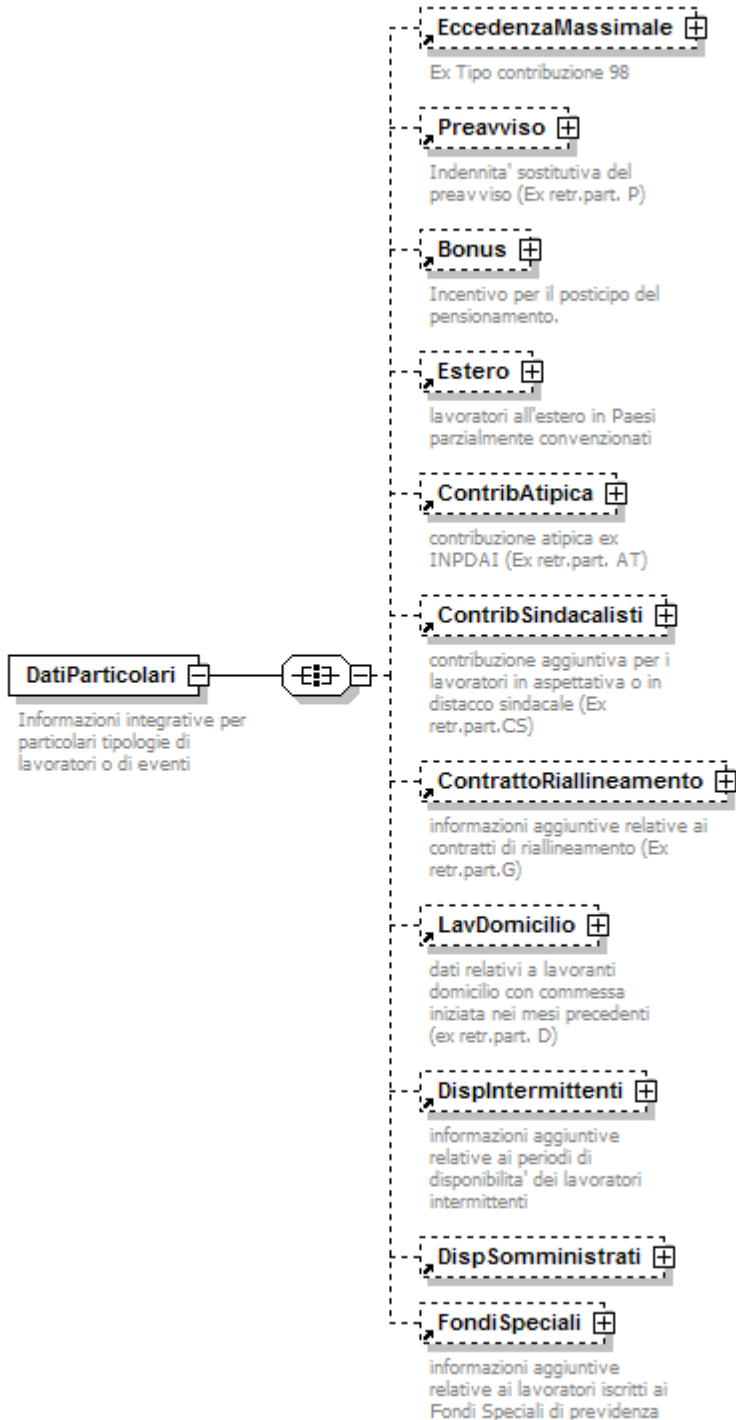 EccedenzaMassimale
Ex Tipo contribuzione 98
Preavviso
Indennita' sostitutiva del
preavviso (Ex retr.part. P)
Bonus
Incentivo per il posticipo del
pensionamento.
Estero
lavoratori all'estero in Paesi
parzialmente convenzionati
ContribAtipica
contribuzione atipica ex
INPDAI (Ex retr.part. AT)
ContribSindacalisti
contribuzione aggiuntiva per i
lavoratori in aspettativa o in
distacco sindacale (Ex
retr.part.CS)
DatiParticolari
Informazioni integrative per
particolari tipologie di
lavoratori o di eventi
ContrattoRiallineamento
informazioni aggiuntive relative ai
contratti di riallineamento (Ex
retr.part.G)
LavDomicilio
dati relativi a lavoranti
domicilio con commessa
iniziata nei mesi precedenti
(ex retr.part. D)
DispIntermittenti
informazioni aggiuntive
relative ai periodi di
disponibilita' dei lavoratori
intermittenti
DispSomministrati
FondiSpeciali
informazioni aggiuntive
relative ai lavoratori iscritti ai
Fondi Speciali di previdenza